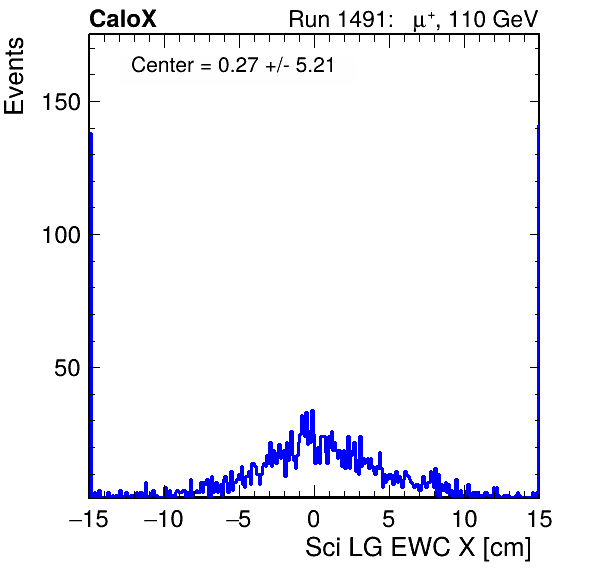 CaloX
Run 1491: μ⁺, 110 GeV
Center = 0.27 +/- 5.21
Events
150
100
50
−15 −10 −5 0 5 10 15
Sci LG EWC X [cm]